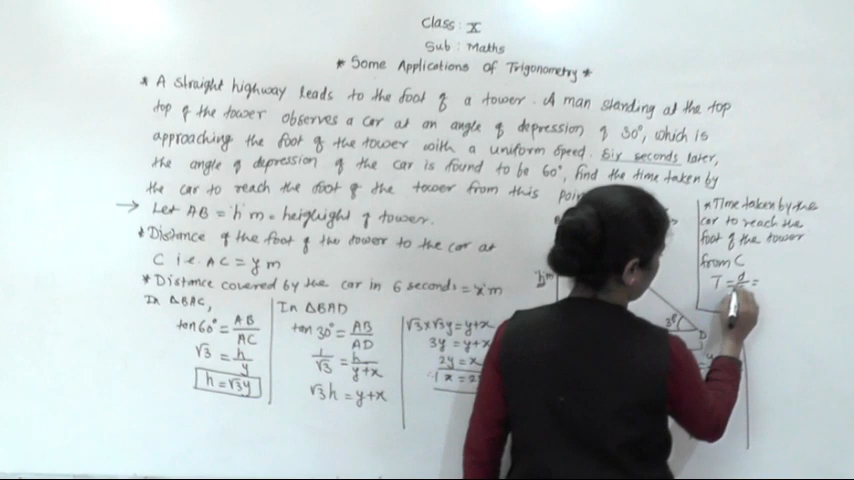 Class: X
Sub: Maths
* Some Applications Of Trigonometry *
* A straight highway leads to the foot of a tower. A man standing at the top
top of the tower observes a car at an angle of depression of 30°, which is
approaching the foot of the tower with a uniform speed. Six seconds later,
the angle of depression of the car is found to be 60°, find the time taken by
the car to reach the foot of the tower from this
→ Let AB = 'h' m = heighight of tower.
* Distance of the foot of the tower to the car at
C i.e. AC = y m
* Distance covered by the car in 6 seconds = 'x' m
In ΔBAC,
tan 60° = AB/AC
√3 = h/y
h = √3y
In ΔBAD
tan 30° = AB/AD
1/√3 = h/y+x
√3h = y+x
√3x√3y = y+x
3y = y+x
2y = x
∴ x = 2
'h' m
D
* Time taken by the
car to reach the
foot of the tower
from C
T = d/ =